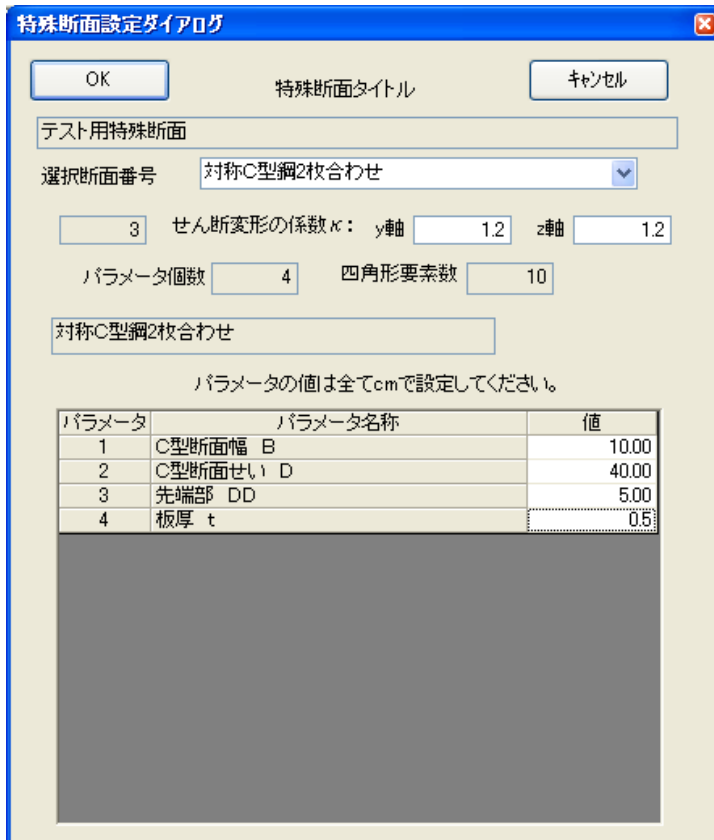 特殊断面設定ダイアログ
OK
特殊断面タイトル
キャンセル
テスト用特殊断面
選択断面番号 対称C型鋼2枚合わせ
3 せん断変形の係数κ: y軸 1.2 z軸 1.2
パラメータ個数 4 四角形要素数 10
対称C型鋼2枚合わせ
パラメータの値は全てcmで設定してください。
パラメータ パラメータ名称 値
1 C型断面幅 B 10.00
2 C型断面せい D 40.00
3 先端部 DD 5.00
4 板厚 t 0.5